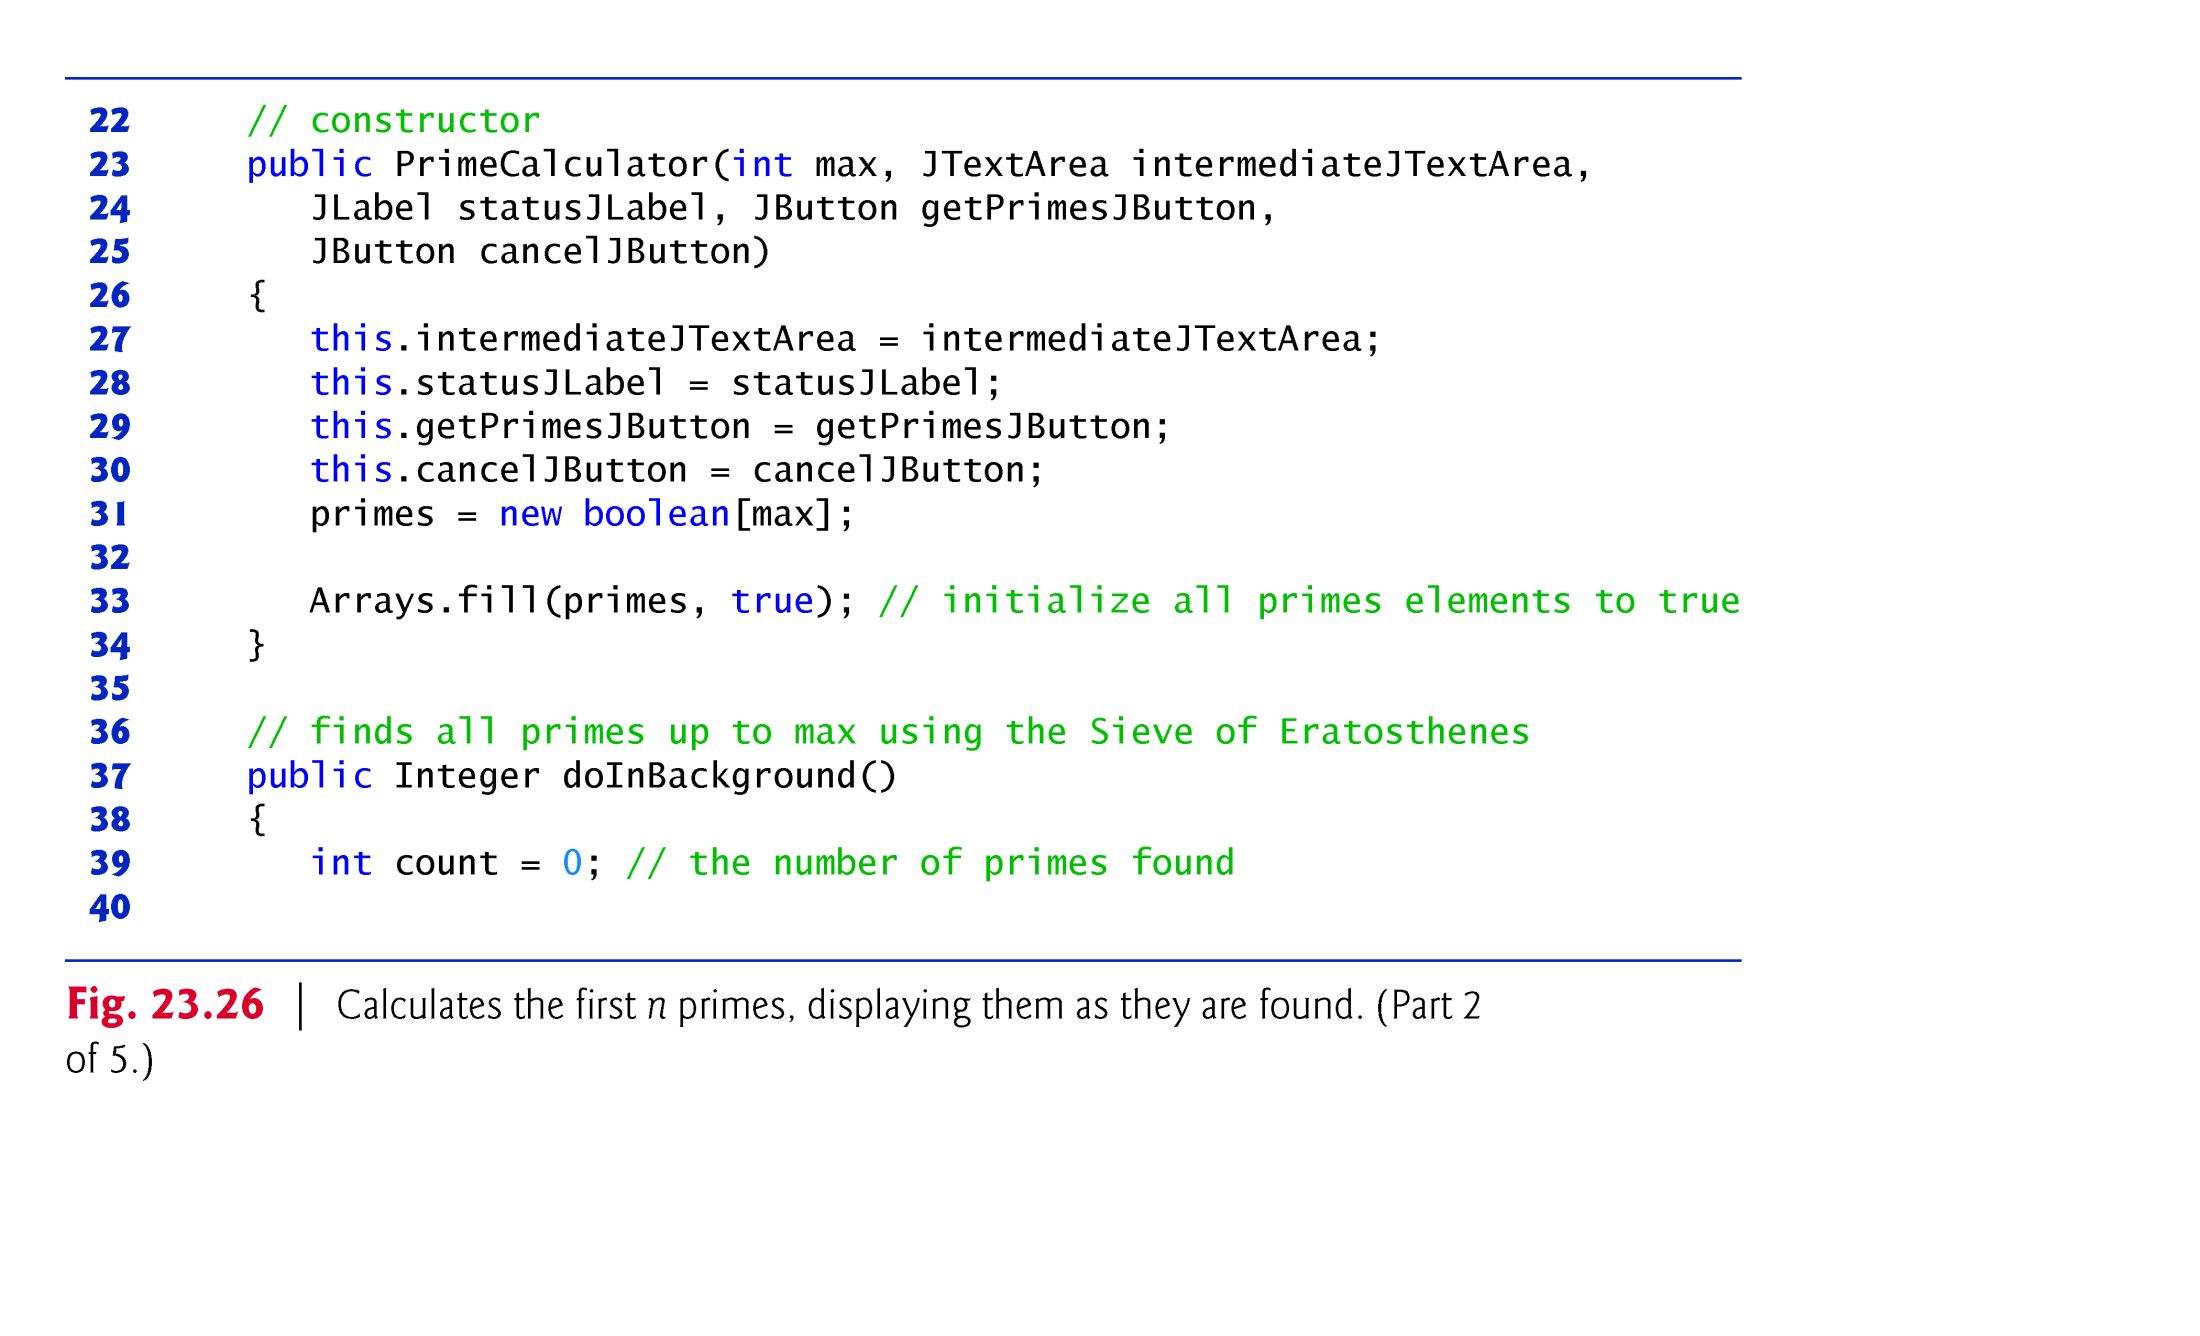 22 // constructor
23 public PrimeCalculator(int max, JTextArea intermediateJTextArea,
24 JLabel statusJLabel, JButton getPrimesJButton,
25 JButton cancelJButton)
26 {
27 this.intermediateJTextArea = intermediateJTextArea;
28 this.statusJLabel = statusJLabel;
29 this.getPrimesJButton = getPrimesJButton;
30 this.cancelJButton = cancelJButton;
31 primes = new boolean[max];
32
33 Arrays.fill(primes, true); // initialize all primes elements to true
34 }
35
36 // finds all primes up to max using the Sieve of Eratosthenes
37 public Integer doInBackground()
38 {
39 int count = 0; // the number of primes found
40
Fig. 23.26 | Calculates the first n primes, displaying them as they are found. (Part 2
of 5.)